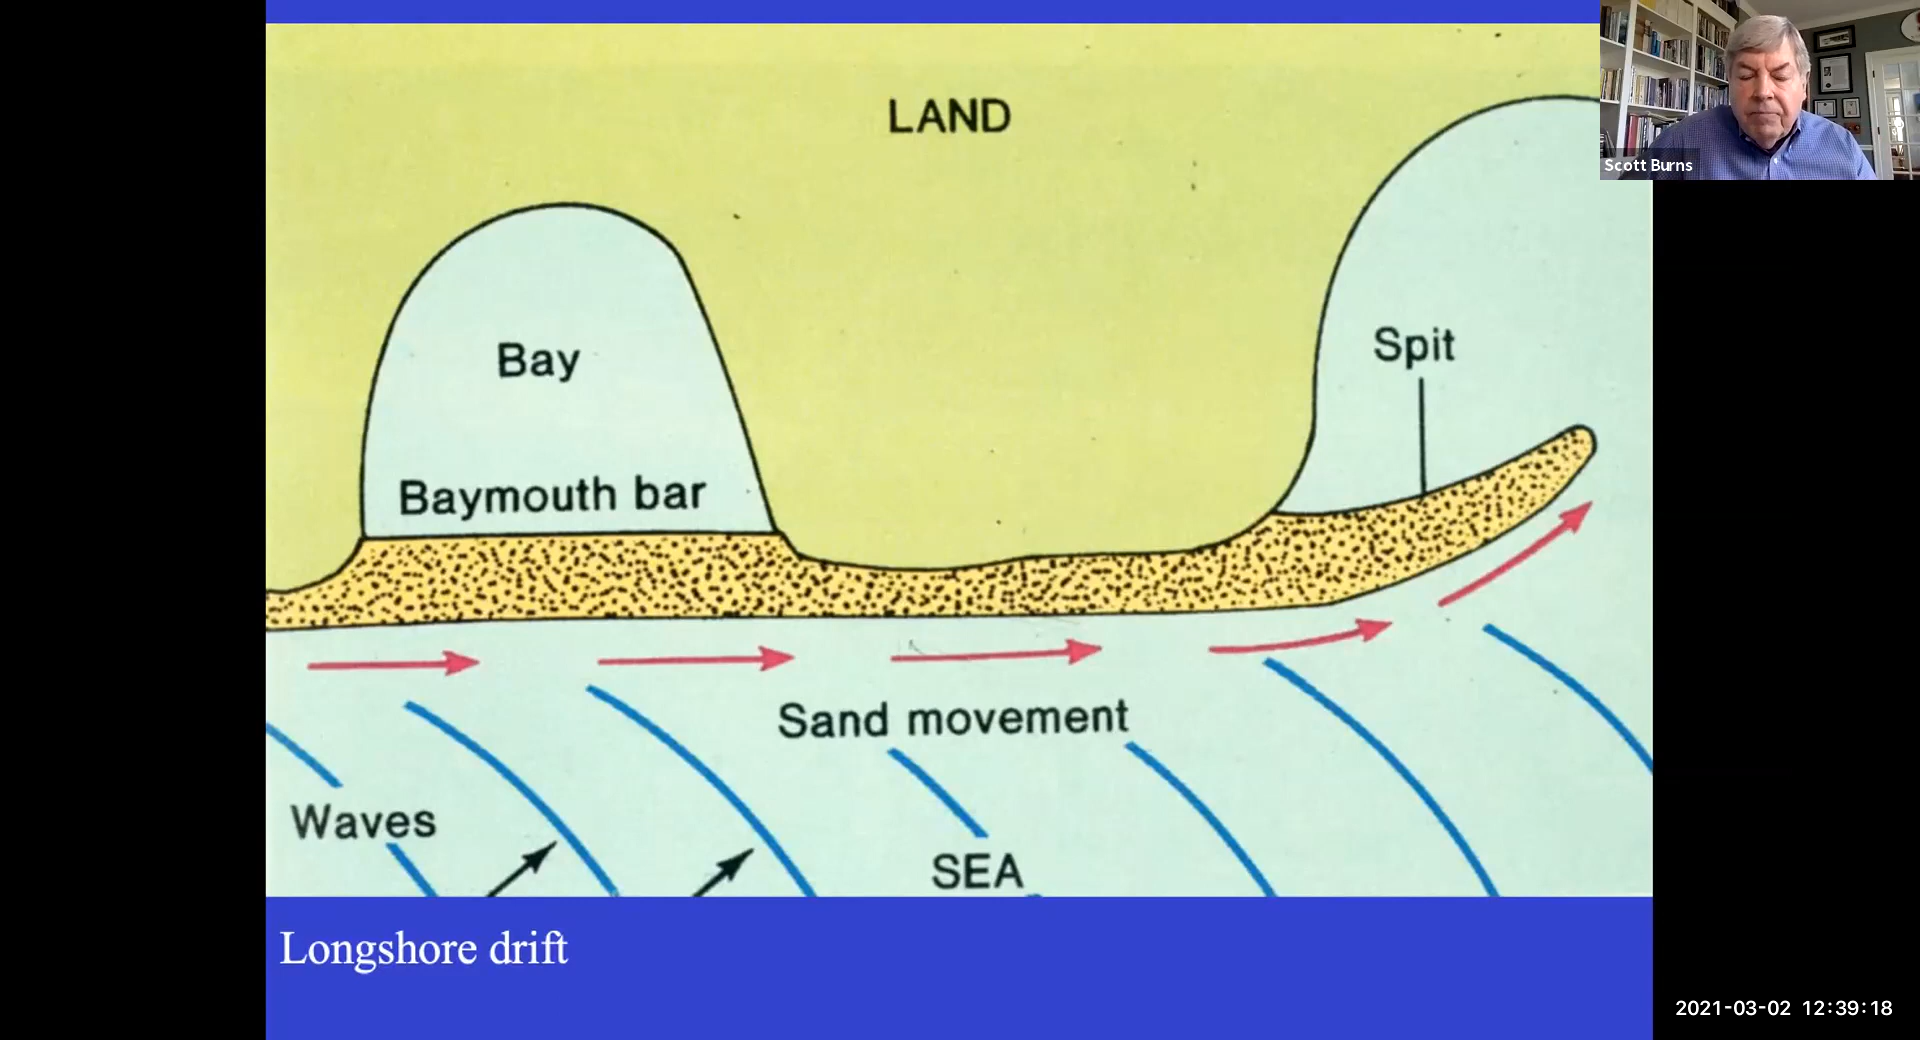 LAND
Scott Burns
Spit
Bay
Baymouth bar
Sand movement
Waves
SEA
Longshore drift
2021-03-02 12:39:18